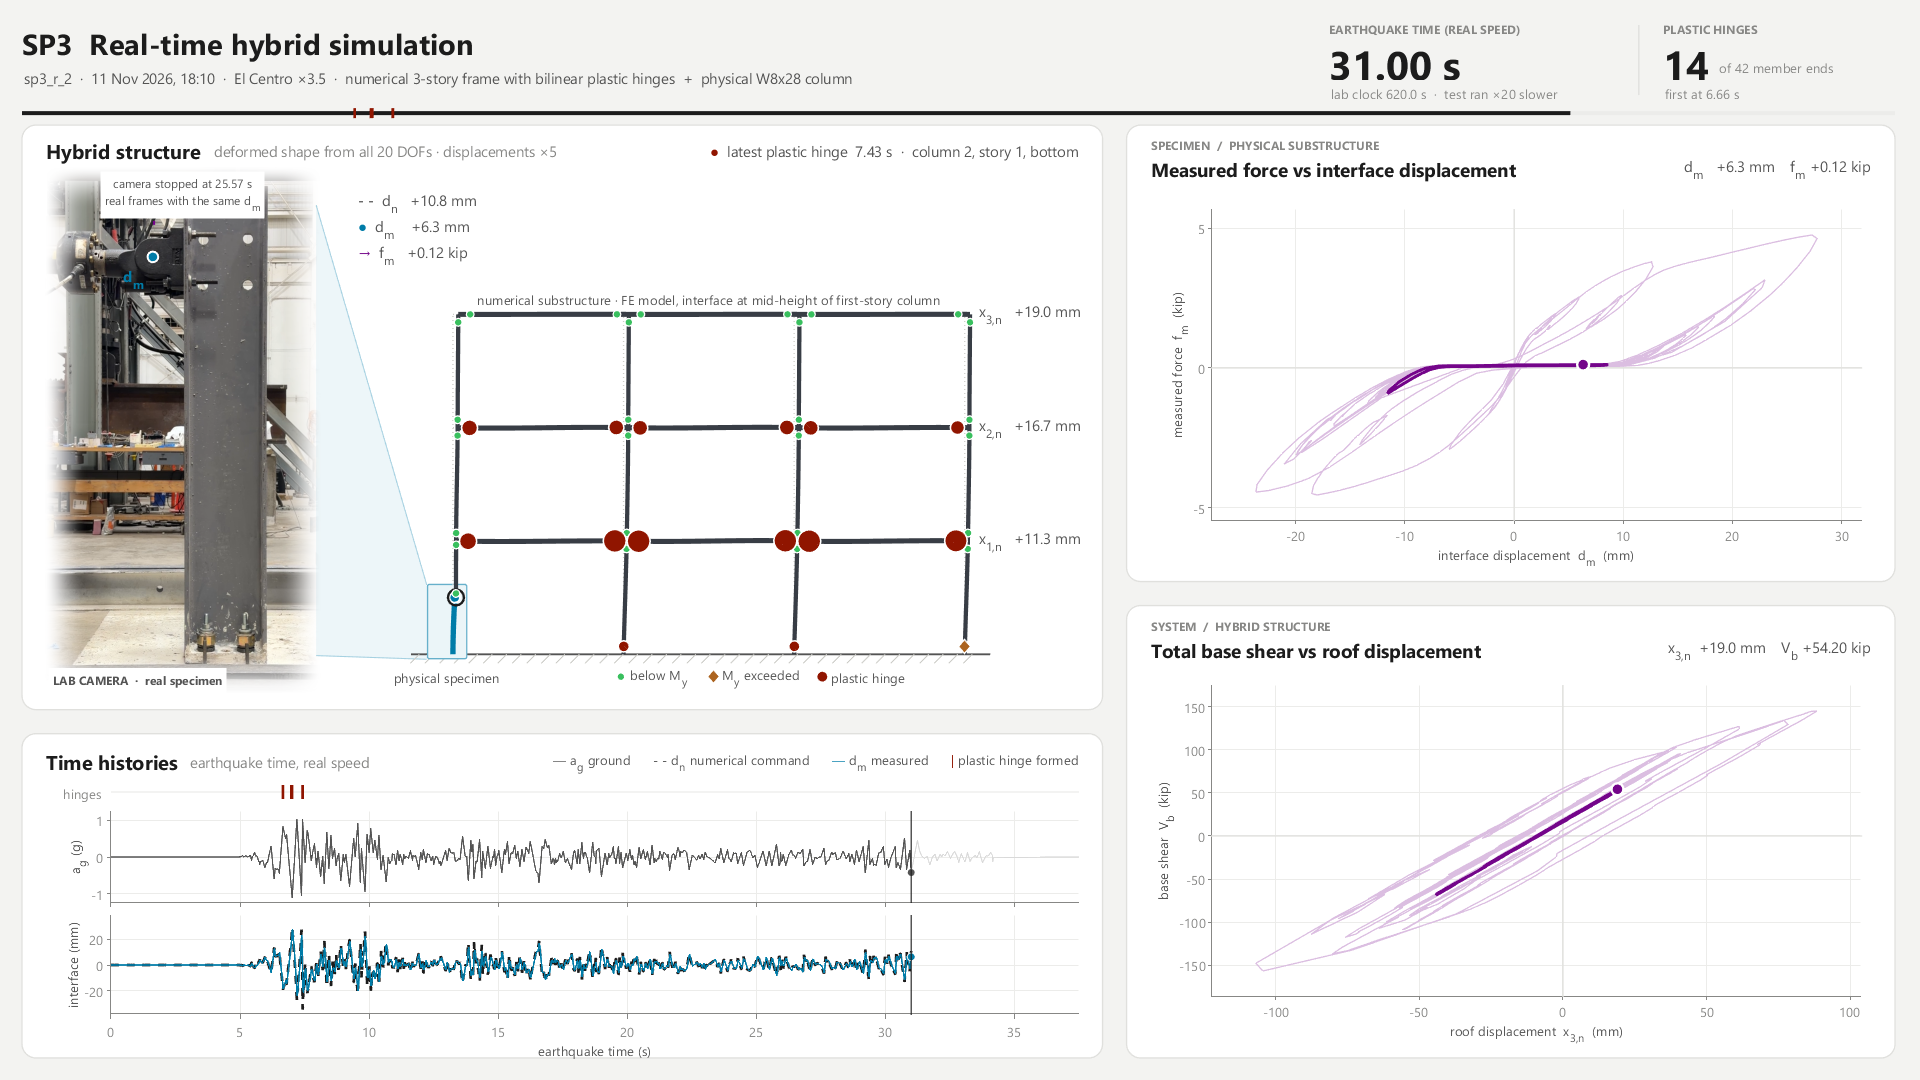 SP3 Real-time hybrid simulation
sp3_r_2 · 11 Nov 2026, 18:10 · El Centro ×3.5 · numerical 3-story frame with bilinear plastic hinges + physical W8x28 column
EARTHQUAKE TIME (REAL SPEED)
31.00 s
lab clock 620.0 s · test ran ×20 slower
PLASTIC HINGES
14 of 42 member ends
first at 6.66 s
Hybrid structure deformed shape from all 20 DOFs · displacements ×5
● latest plastic hinge 7.43 s · column 2, story 1, bottom
camera stopped at 25.57 s
real frames with the same dm
dm
- - dn +10.8 mm
● dm +6.3 mm
→ fm +0.12 kip
numerical substructure · FE model, interface at mid-height of first-story column
x3,n +19.0 mm
x2,n +16.7 mm
x1,n +11.3 mm
LAB CAMERA · real specimen
physical specimen
below My
My exceeded
plastic hinge
SPECIMEN / PHYSICAL SUBSTRUCTURE
Measured force vs interface displacement
dm +6.3 mm fm +0.12 kip
measured force fm (kip)
5
0
-5
-20 -10 0 10 20 30
interface displacement dm (mm)
Time histories earthquake time, real speed
— ag ground - - dn numerical command — dm measured | plastic hinge formed
hinges
ag (g)
1
0
-1
interface (mm)
20
0
-20
0 5 10 15 20 25 30 35
earthquake time (s)
SYSTEM / HYBRID STRUCTURE
Total base shear vs roof displacement
x3,n +19.0 mm Vb +54.20 kip
base shear Vb (kip)
150
100
50
0
-50
-100
-150
-100 -50 0 50 100
roof displacement x3,n (mm)